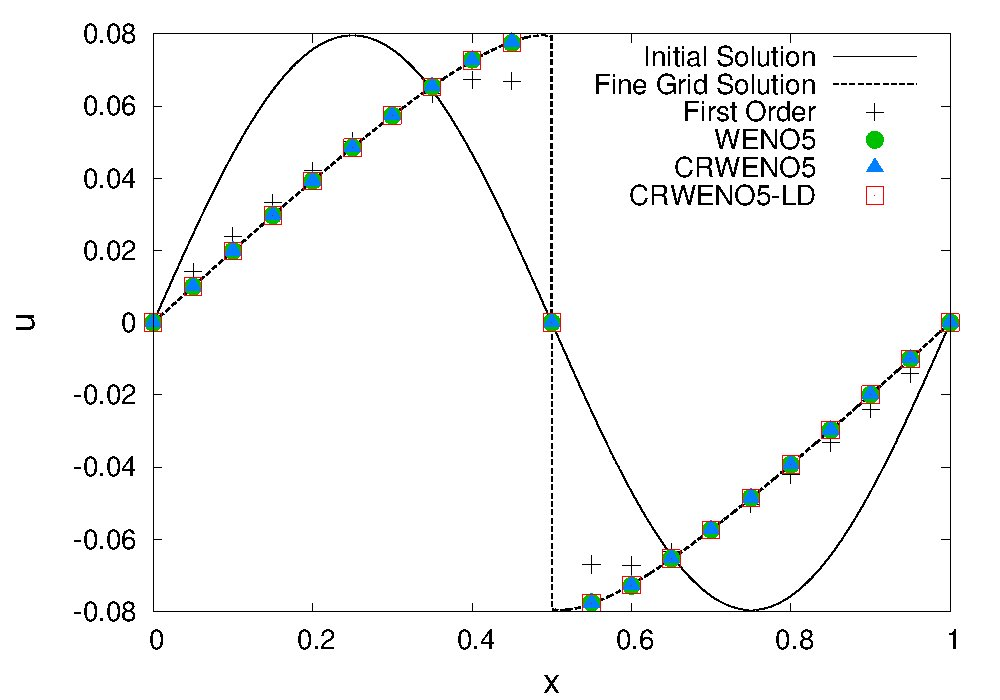 0.08
0.06
0.04
0.02
0
-0.02
-0.04
-0.06
-0.08
u
Initial Solution
Fine Grid Solution
First Order
WENO5
CRWENO5
CRWENO5-LD
0 0.2 0.4 0.6 0.8 1
x